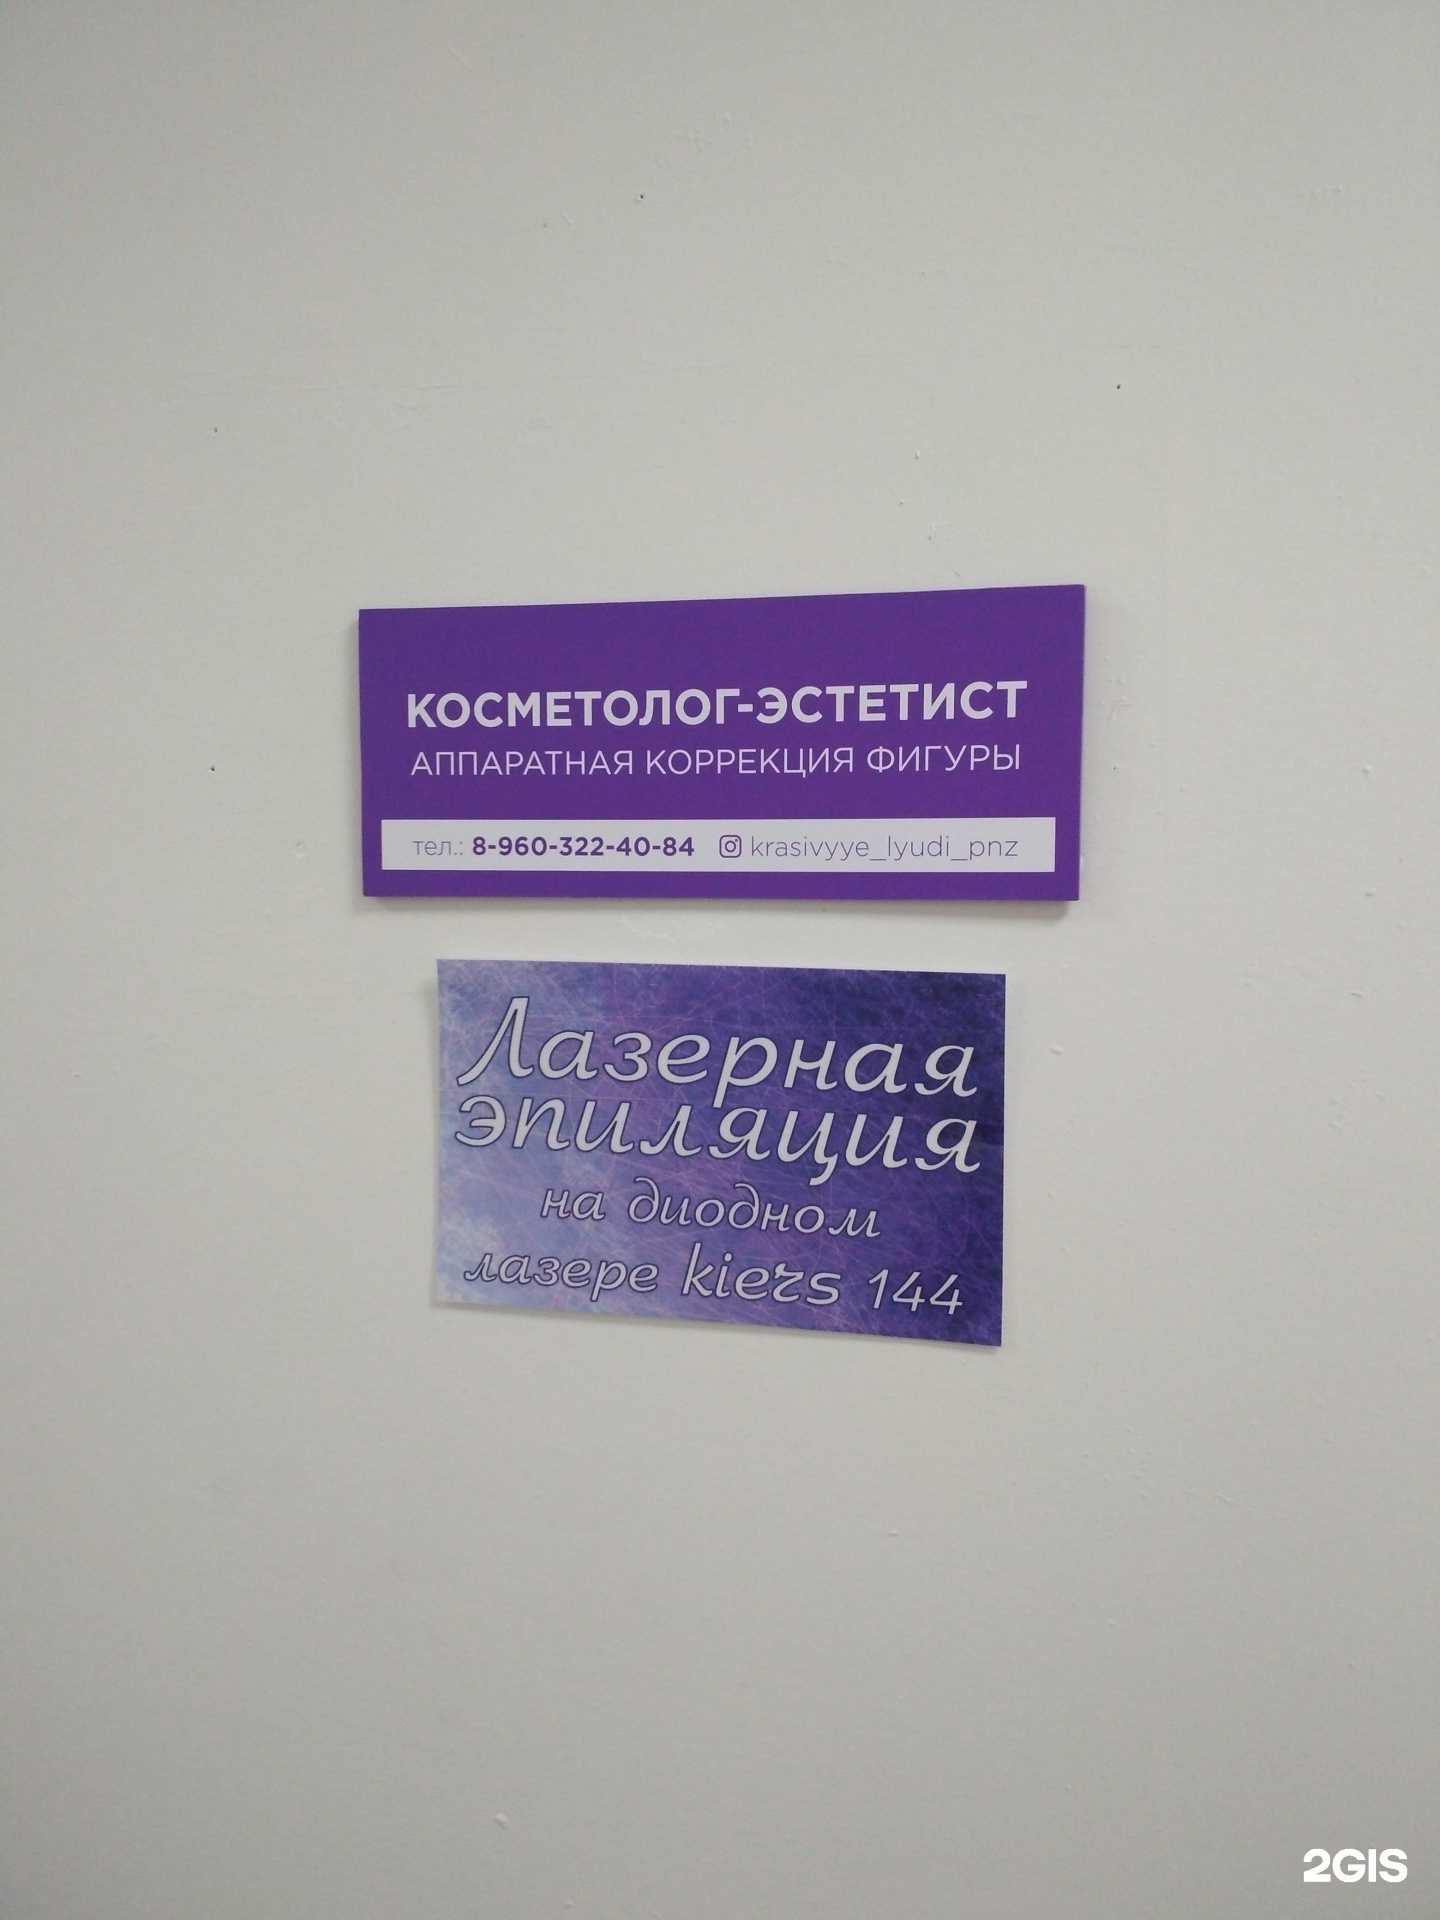 КОСМЕТОЛОГ-ЭСТЕТИСТ
АППАРАТНАЯ КОРРЕКЦИЯ ФИГУРЫ
тел.: 8-960-322-40-84 krasivyye_lyudi_pnz
Лазерная
эпиляция
на диодном
лазере kiers 144
2GIS